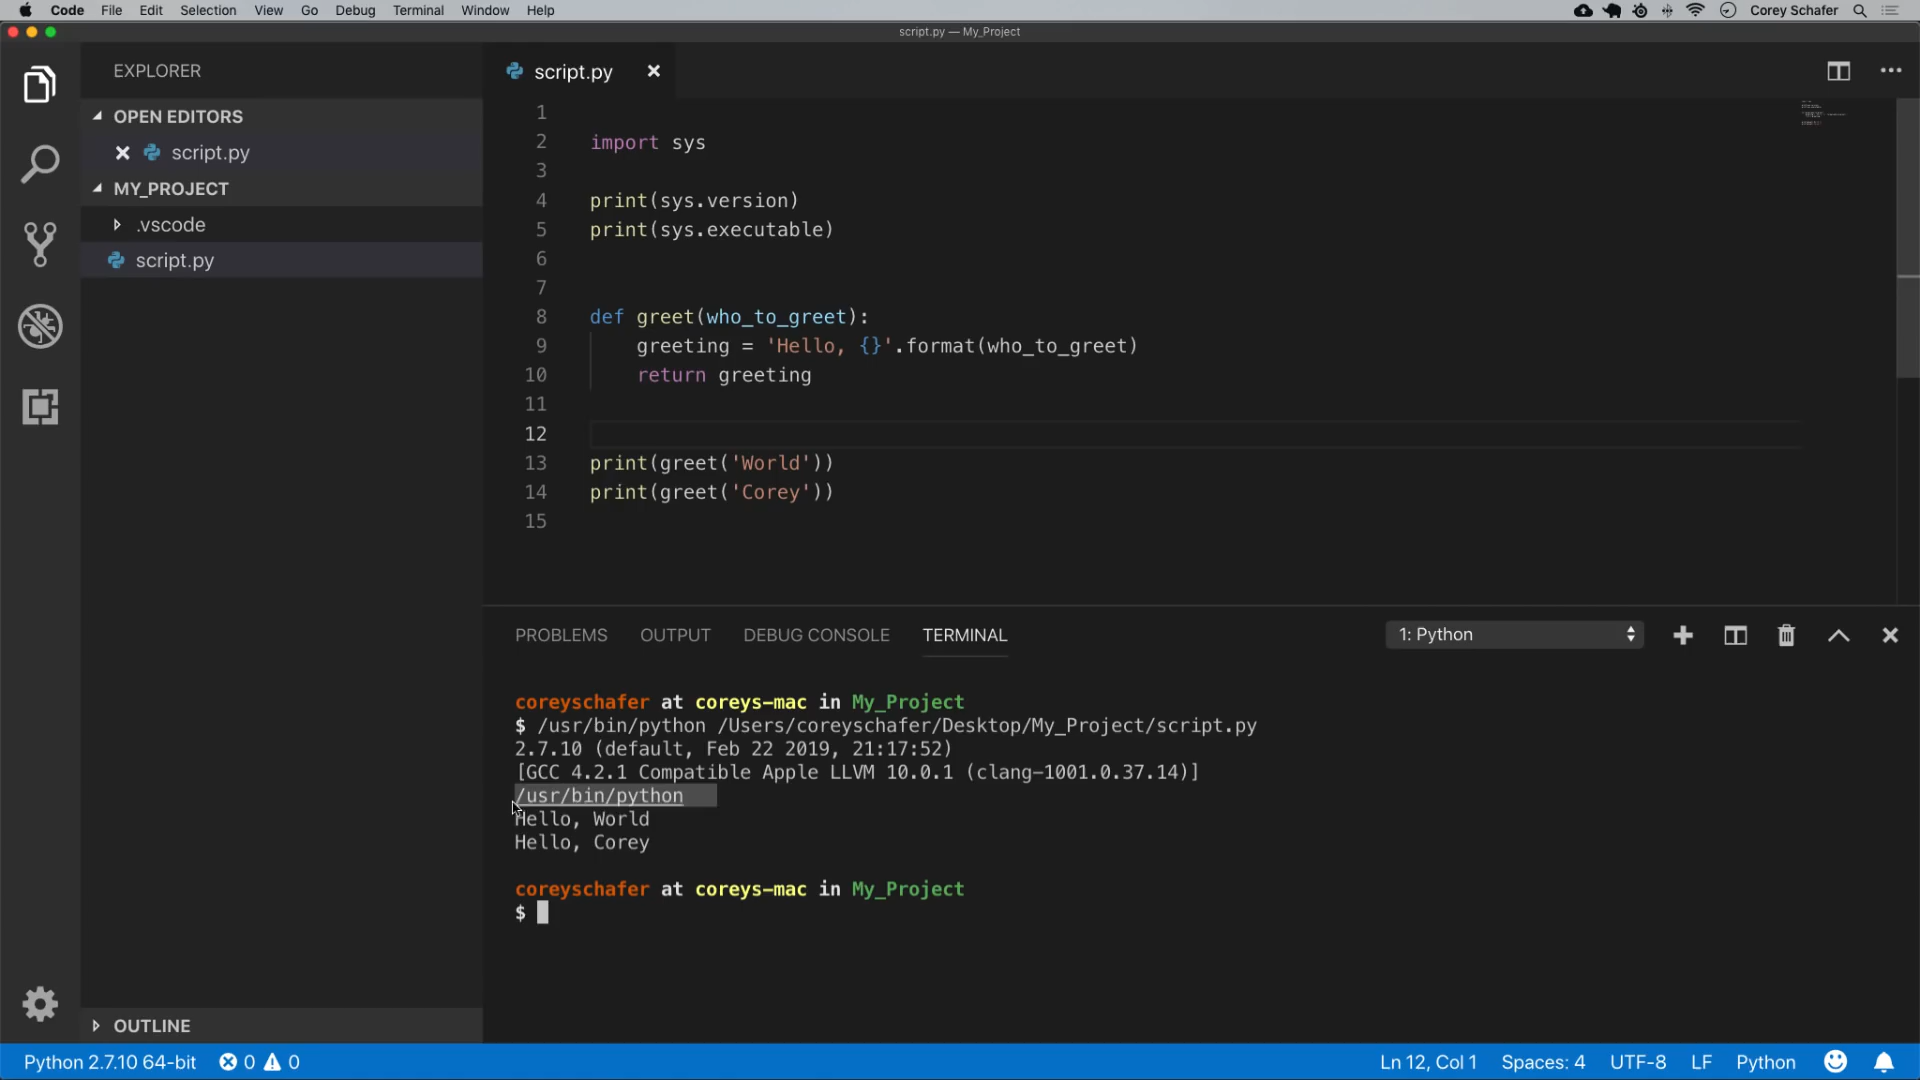 Code File Edit Selection View Go Debug Terminal Window Help Corey Schafer
script.py — My_Project
EXPLORER
OPEN EDITORS
script.py
MY_PROJECT
.vscode
script.py
OUTLINE
script.py
1
2 import sys
3
4 print(sys.version)
5 print(sys.executable)
6
7
8 def greet(who_to_greet):
9 greeting = 'Hello, {}'.format(who_to_greet)
10 return greeting
11
12
13 print(greet('World'))
14 print(greet('Corey'))
15
PROBLEMS OUTPUT DEBUG CONSOLE TERMINAL 1: Python
coreyschafer at coreys-mac in My_Project
$ /usr/bin/python /Users/coreyschafer/Desktop/My_Project/script.py
2.7.10 (default, Feb 22 2019, 21:17:52)
[GCC 4.2.1 Compatible Apple LLVM 10.0.1 (clang-1001.0.37.14)]
/usr/bin/python
Hello, World
Hello, Corey
coreyschafer at coreys-mac in My_Project
$
Python 2.7.10 64-bit 0 0 Ln 12, Col 1 Spaces: 4 UTF-8 LF Python